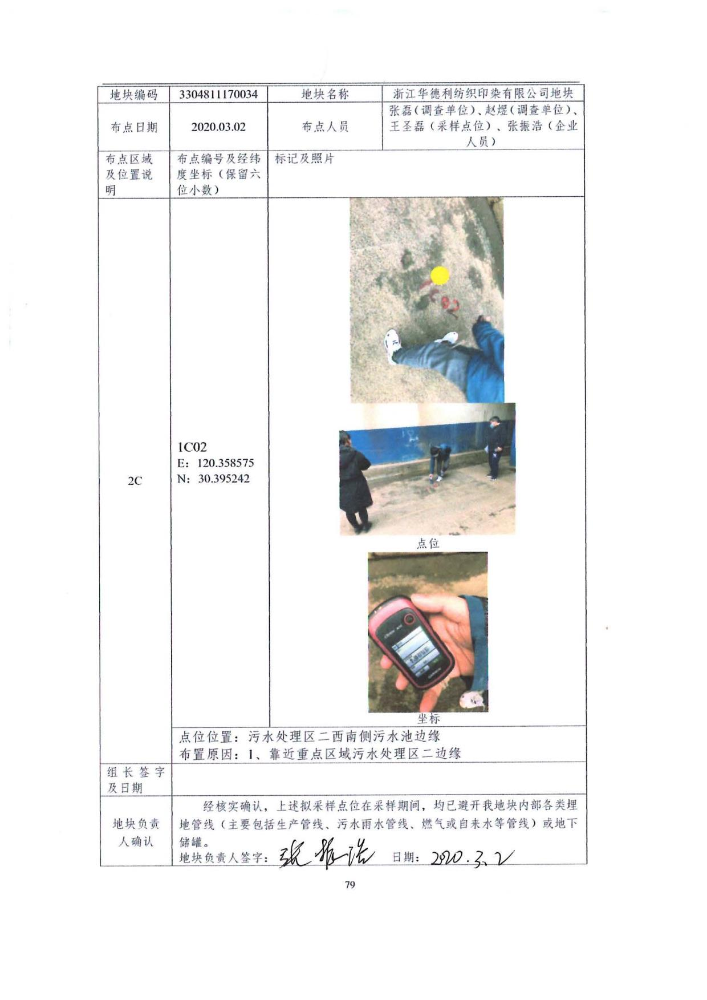 地块编码 3304811170034 地块名称 浙江华德利纺织印染有限公司地块
布点日期 2020.03.02 布点人员 张磊(调查单位)、赵煜(调查单位)、
王圣磊（采样点位）、张振浩（企业
人员）
布点区域
及位置说
明
布点编号及经纬
度坐标（保留六
位小数）
标记及照片
1C02
2C
1C02
E：120.358575
N：30.395242
点位
GARMIN
坐标
点位位置：污水处理区二西南侧污水池边缘
布置原因：1、靠近重点区域污水处理区二边缘
组长签字
及日期
地块负责
人确认
经核实确认，上述拟采样点位在采样期间，均已避开我地块内部各类埋
地管线（主要包括生产管线、污水雨水管线、燃气或自来水等管线）或地下
储罐。
地块负责人签字：张振浩 日期：2020.3.2
79